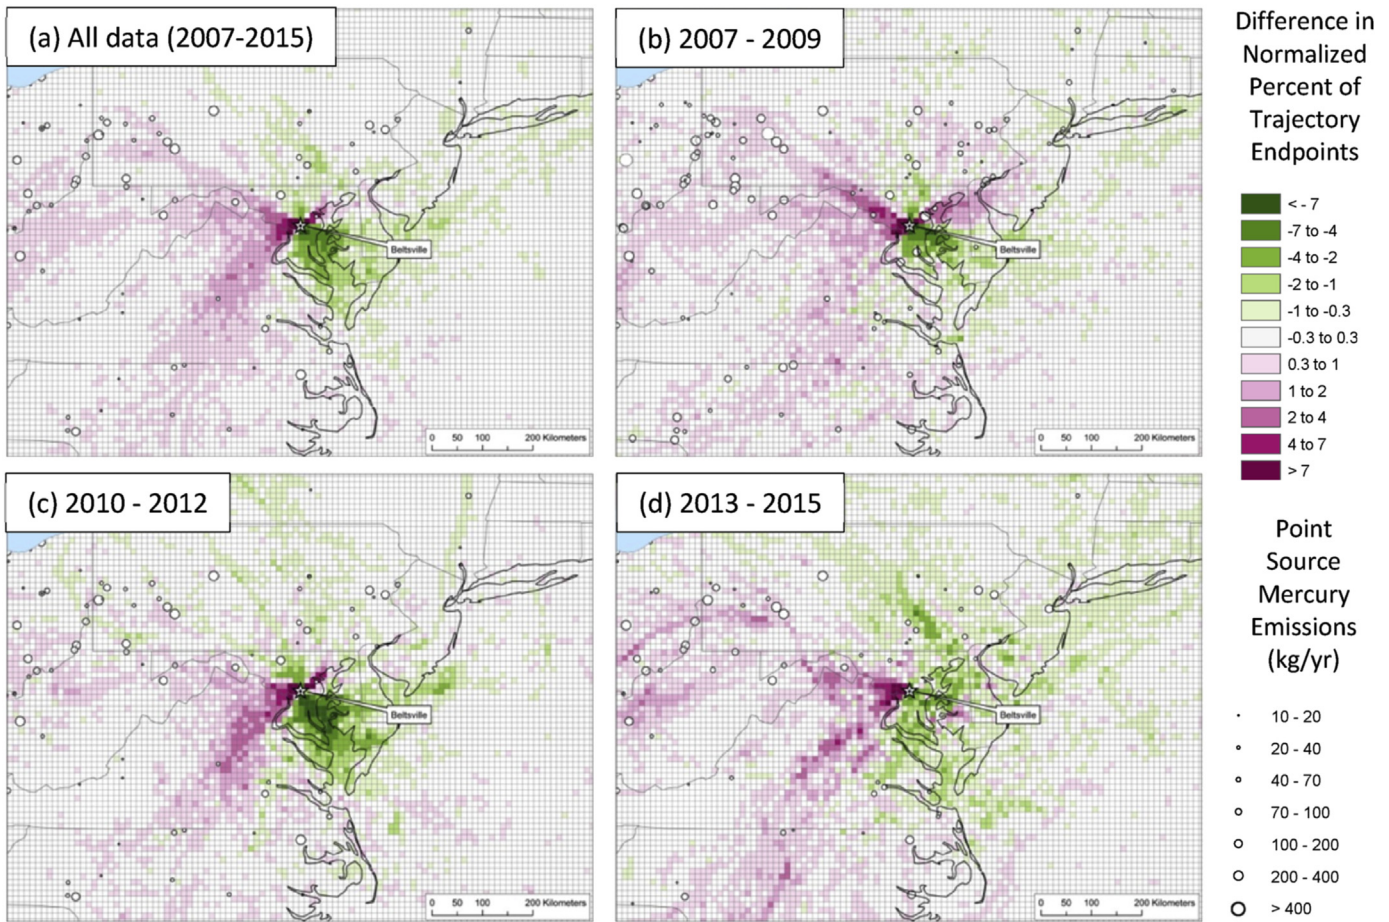 (a) All data (2007-2015)
Beltsville
0 50 100 200 Kilometers
(b) 2007 - 2009
Beltsville
0 50 100 200 Kilometers
(c) 2010 - 2012
Beltsville
0 50 100 200 Kilometers
(d) 2013 - 2015
Beltsville
0 50 100 200 Kilometers
Difference in
Normalized
Percent of
Trajectory
Endpoints
< - 7
-7 to -4
-4 to -2
-2 to -1
-1 to -0.3
-0.3 to 0.3
0.3 to 1
1 to 2
2 to 4
4 to 7
> 7
Point
Source
Mercury
Emissions
(kg/yr)
10 - 20
20 - 40
40 - 70
70 - 100
100 - 200
200 - 400
> 400